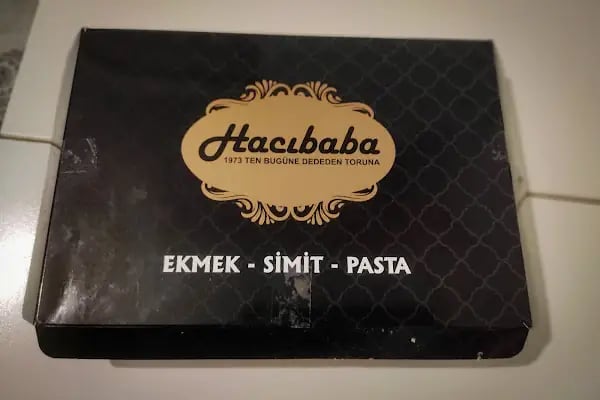 Hacıbaba
1973 TEN BUGÜNE DEDEDEN TORUNA
EKMEK - SİMİT - PASTA